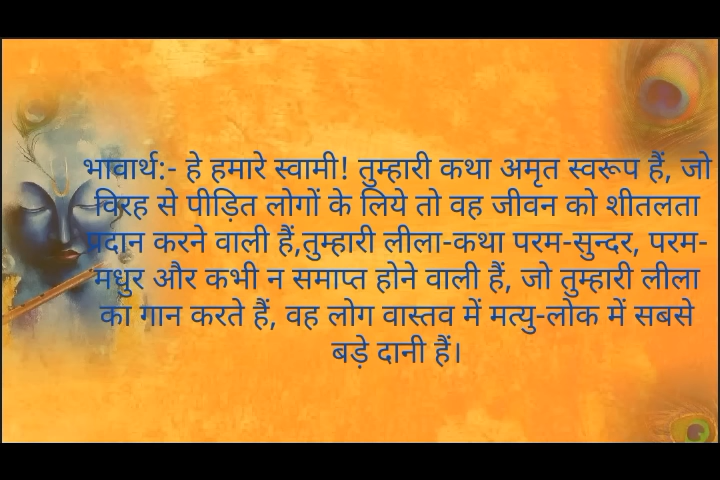 भावार्थ:- हे हमारे स्वामी! तुम्हारी कथा अमृत स्वरूप हैं, जो
विरह से पीड़ित लोगों के लिये तो वह जीवन को शीतलता
प्रदान करने वाली हैं,तुम्हारी लीला-कथा परम-सुन्दर, परम-
मधुर और कभी न समाप्त होने वाली हैं, जो तुम्हारी लीला
का गान करते हैं, वह लोग वास्तव में मत्यु-लोक में सबसे
बड़े दानी हैं।